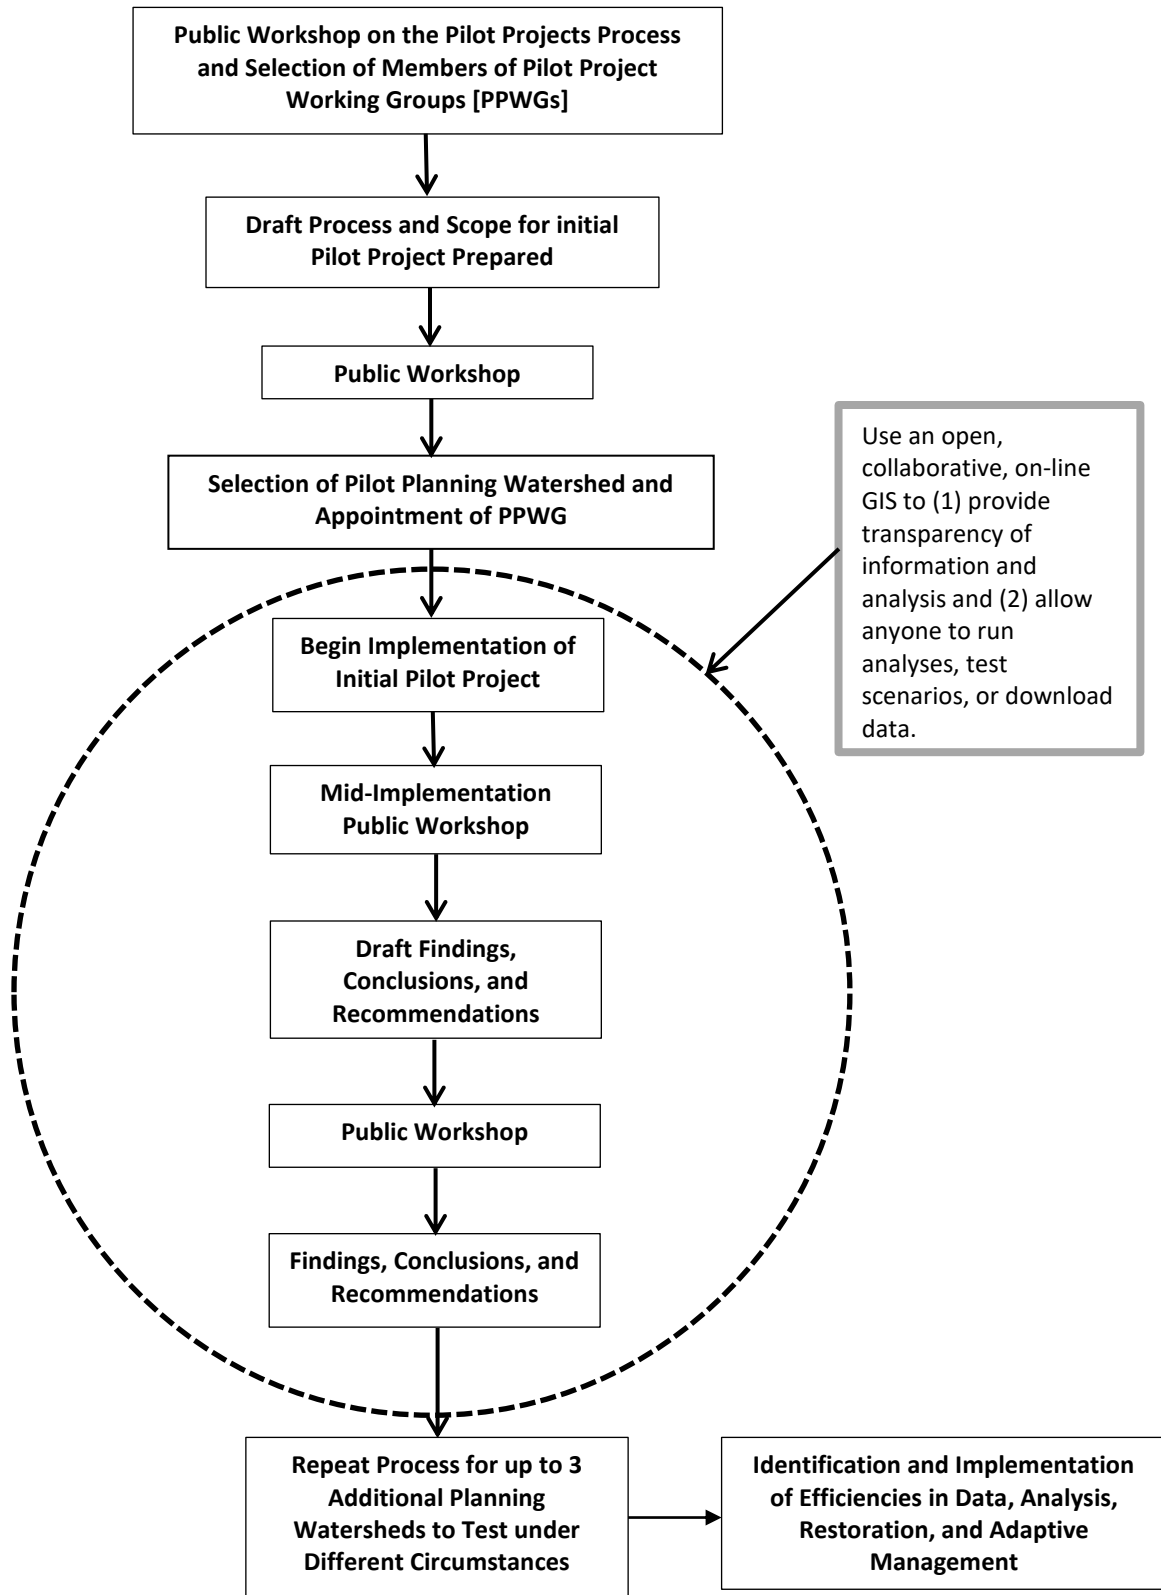 Public Workshop on the Pilot Projects Process
and Selection of Members of Pilot Project
Working Groups [PPWGs]
Draft Process and Scope for initial
Pilot Project Prepared
Public Workshop
Selection of Pilot Planning Watershed and
Appointment of PPWG
Use an open,
collaborative, on-line
GIS to (1) provide
transparency of
information and
analysis and (2) allow
anyone to run
analyses, test
scenarios, or download
data.
Begin Implementation of
Initial Pilot Project
Mid-Implementation
Public Workshop
Draft Findings,
Conclusions, and
Recommendations
Public Workshop
Findings, Conclusions, and
Recommendations
Repeat Process for up to 3
Additional Planning
Watersheds to Test under
Different Circumstances
Identification and Implementation
of Efficiencies in Data, Analysis,
Restoration, and Adaptive
Management